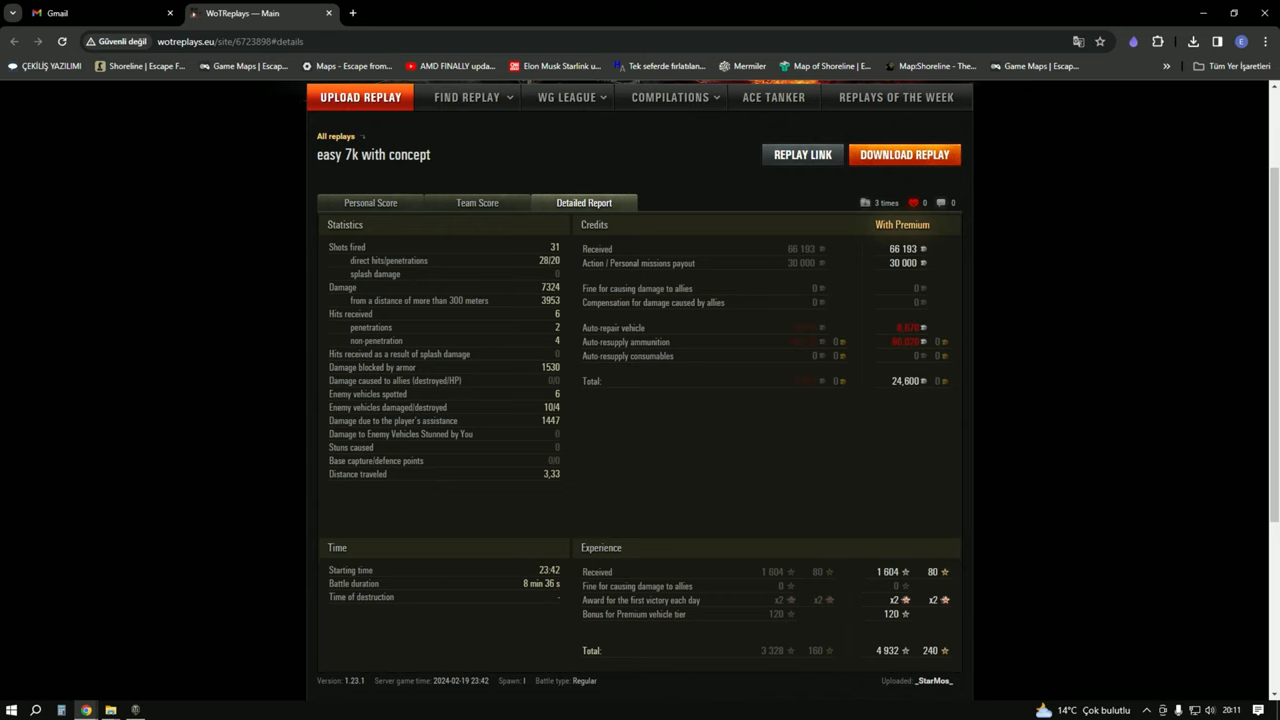 Gmail
WoTReplays — Main
Güvenli değil
wotreplays.eu/site/6723898#details
ÇEKİLİŞ YAZILIMI
Shoreline | Escape F...
Game Maps | Escap...
Maps - Escape from...
AMD FINALLY upda...
Elon Musk Starlink u...
Tek seferde fırlatılan...
Mermiler
Map of Shoreline | E...
Map:Shoreline - The...
Game Maps | Escap...
»
Tüm Yer İşaretleri
UPLOAD REPLAY
FIND REPLAY
WG LEAGUE
COMPILATIONS
ACE TANKER
REPLAYS OF THE WEEK
All replays
easy 7k with concept
REPLAY LINK
DOWNLOAD REPLAY
Personal Score
Team Score
Detailed Report
3 times 0 0
Statistics
Credits
With Premium
Shots fired 31
direct hits/penetrations 28/20
splash damage 0
Damage 7324
from a distance of more than 300 meters 3953
Hits received 6
penetrations 2
non-penetration 4
Hits received as a result of splash damage 0
Damage blocked by armor 1530
Damage caused to allies (destroyed/HP) 0/0
Enemy vehicles spotted 6
Enemy vehicles damaged/destroyed 10/4
Damage due to the player's assistance 1447
Damage to Enemy Vehicles Stunned by You 0
Stuns caused 0
Base capture/defence points 0/0
Distance traveled 3,33
Received 66 193 66 193
Action / Personal missions payout 30 000 30 000
Fine for causing damage to allies 0 0
Compensation for damage caused by allies 0 0
Auto-repair vehicle
Auto-resupply ammunition 0 0
Auto-resupply consumables 0 0 0 0
Total: 0 24,600 0
Time
Experience
Starting time 23:42
Battle duration 8 min 36 s
Time of destruction -
Received 1 604 80 1 604 80
Fine for causing damage to allies 0 0
Award for the first victory each day x2 x2 x2 x2
Bonus for Premium vehicle tier 120 120
Total: 3 328 160 4 932 240
Version: 1.23.1 Server game time: 2024-02-19 23:42 Spawn: I Battle type: Regular
Uploaded: _StarMos_
14°C Çok bulutlu
20:11